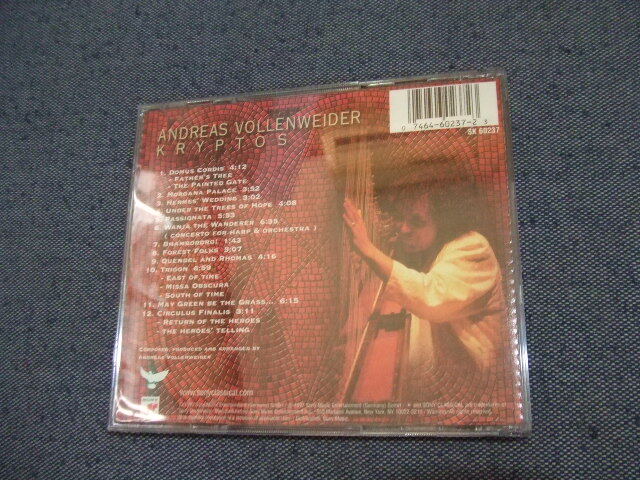 ANDREAS VOLLENWEIDER
KRYPTOS
0 7464-60237-2 3
SK 60237
1. DOMUS CORDIS 4:12
- FATHER'S TREE
- THE PAINTED GATE
2. MORGANA PALACE 3:52
3. HERMES' WEDDING 3:02
4. UNDER THE TREES OF HOPE 4:08
5. PASSIONATA 5:53
6. WANJA THE WANDERER 6:35
( CONCERTO FOR HARP & ORCHESTRA )
7. 1:43
8. FOREST FOLKS 3:07
9. QUENDEL AND RHOMAS 4:16
10. TRIGON 6:59
- EAST OF TIME
- MISSA OBSCURA
- SOUTH OF TIME
11. MAY GREEN BE THE GRASS... 6:15
12. CIRCULUS FINALIS 3:11
- RETURN OF THE HEROES
- THE HEROES' TELLING
COMPOSED, PRODUCED AND ARRANGED BY
ANDREAS VOLLENWEIDER
www.sonyclassical.com